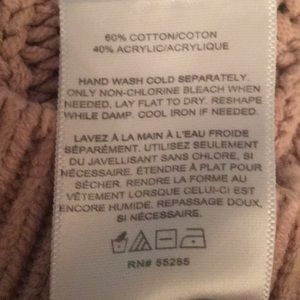 60% COTTON/COTON
40% ACRYLIC/ACRYLIQUE
HAND WASH COLD SEPARATELY.
ONLY NON-CHLORINE BLEACH WHEN
NEEDED. LAY FLAT TO DRY. RESHAPE
WHILE DAMP. COOL IRON IF NEEDED.
LAVEZ À LA MAIN À L'EAU FROIDE
SÉPARÉMENT. UTILISEZ SEULEMENT
DU JAVELLISANT SANS CHLORE, SI
NÉCESSAIRE. ÉTENDRE À PLAT POUR
SÉCHER. RENDRE LA FORME AU
VÊTEMENT LORSQUE CELUI-CI EST
ENCORE HUMIDE. REPASSAGE DOUX,
SI NÉCESSAIRE.
RN# 55285